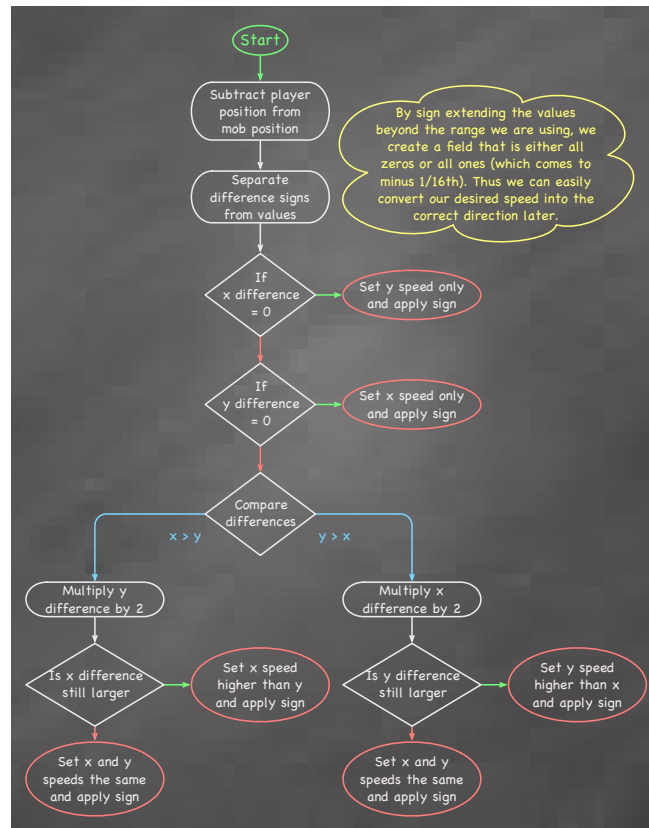 Start
Subtract player
position from
mob position
By sign extending the values
beyond the range we are using, we
create a field that is either all
zeros or all ones (which comes to
minus 1/16th). Thus we can easily
convert our desired speed into the
correct direction later.
Separate
difference signs
from values
If
x difference
= 0
Set y speed only
and apply sign
If
y difference
= 0
Set x speed only
and apply sign
Compare
differences
x > y
y > x
Multiply y
difference by 2
Multiply x
difference by 2
Is x difference
still larger
Set x speed
higher than y
and apply sign
Is y difference
still larger
Set y speed
higher than x
and apply sign
Set x and y
speeds the same
and apply sign
Set x and y
speeds the same
and apply sign